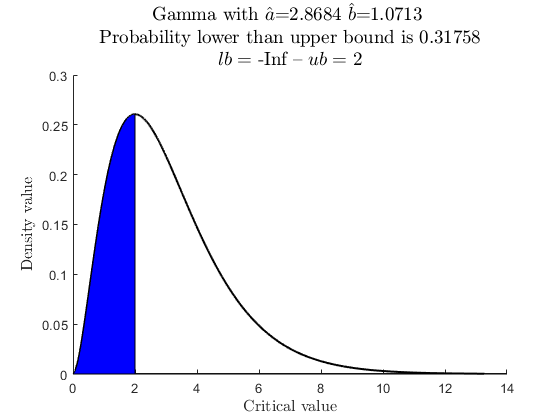 Gamma with â=2.8684 b̂=1.0713
Probability lower than upper bound is 0.31758
lb = -Inf – ub = 2
0.3
0.25
0.2
0.15
0.1
0.05
0
Density value
0 2 4 6 8 10 12 14
Critical value